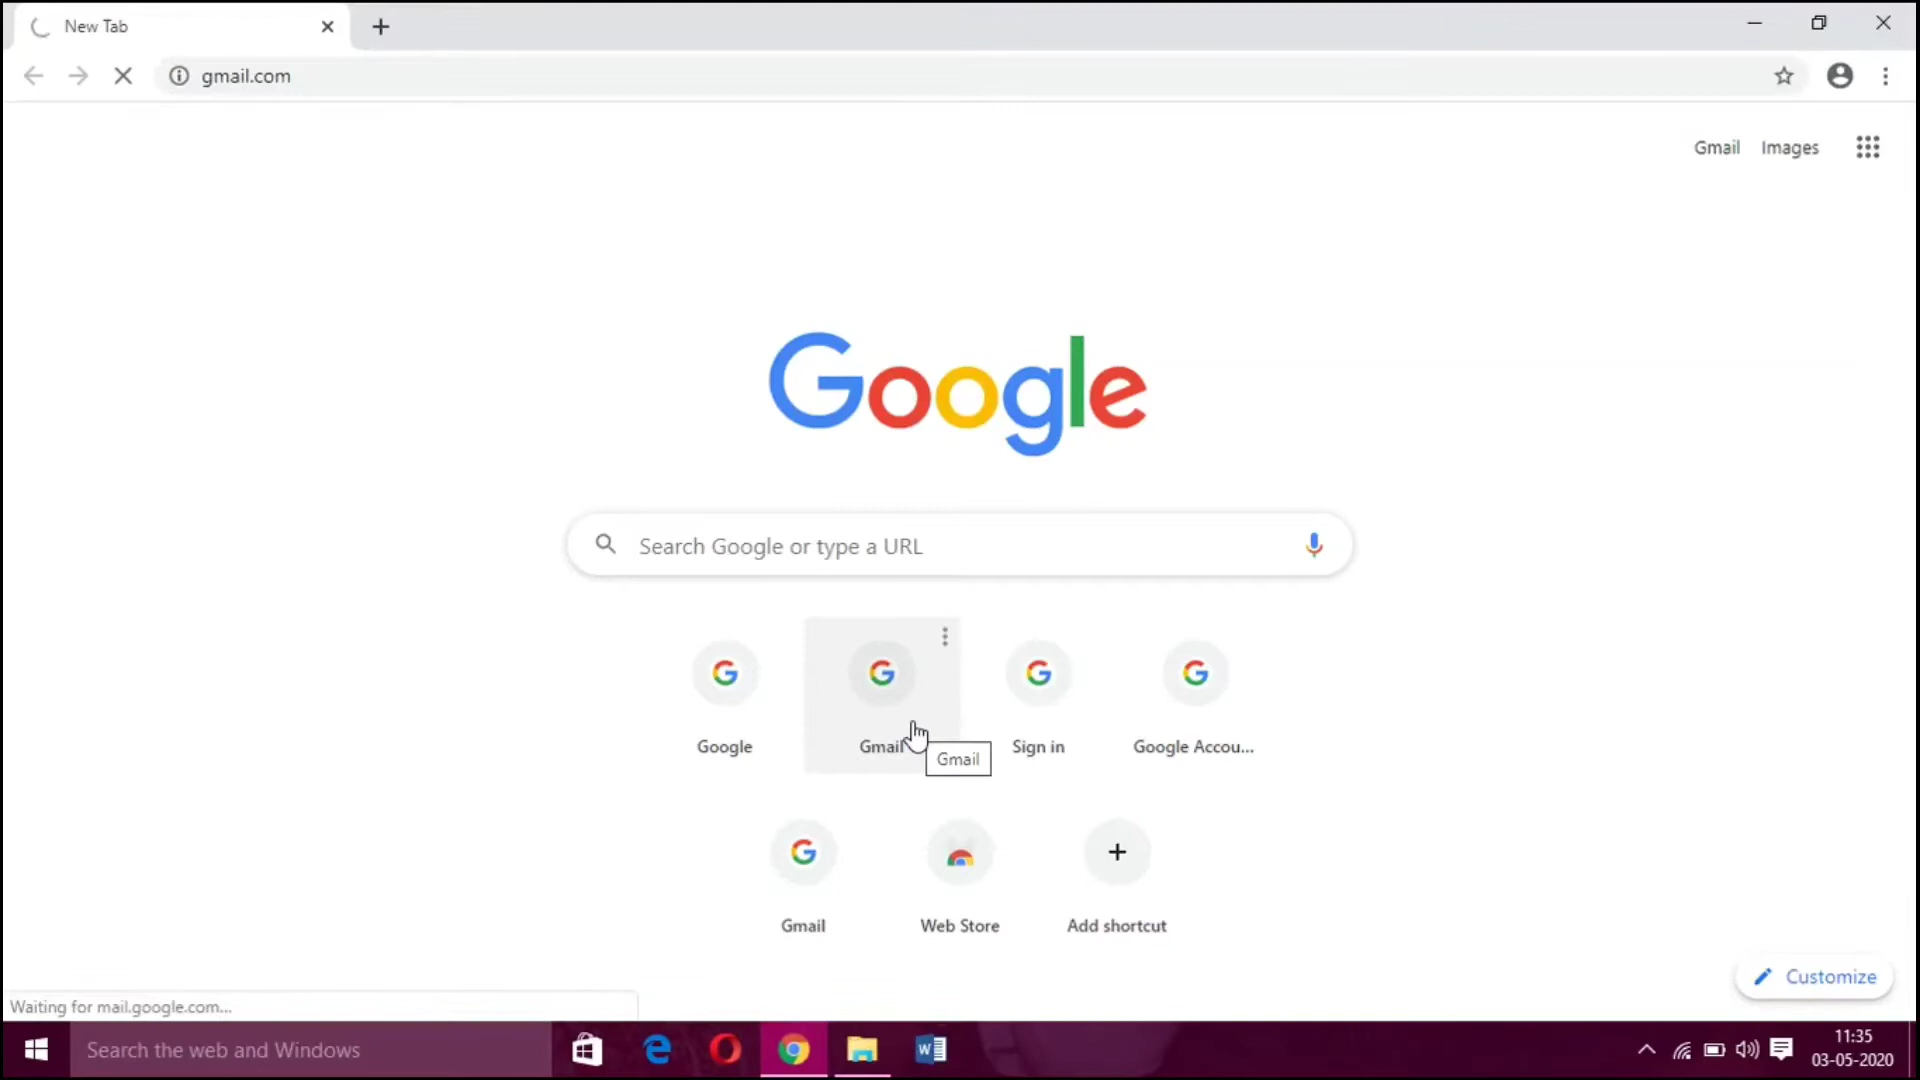 New Tab
gmail.com
Gmail Images
Google
Search Google or type a URL
Google
Gmail
Gmail
Sign in
Google Accou...
Gmail
Web Store
Add shortcut
Customize
Waiting for mail.google.com...
Search the web and Windows
11:35
03-05-2020